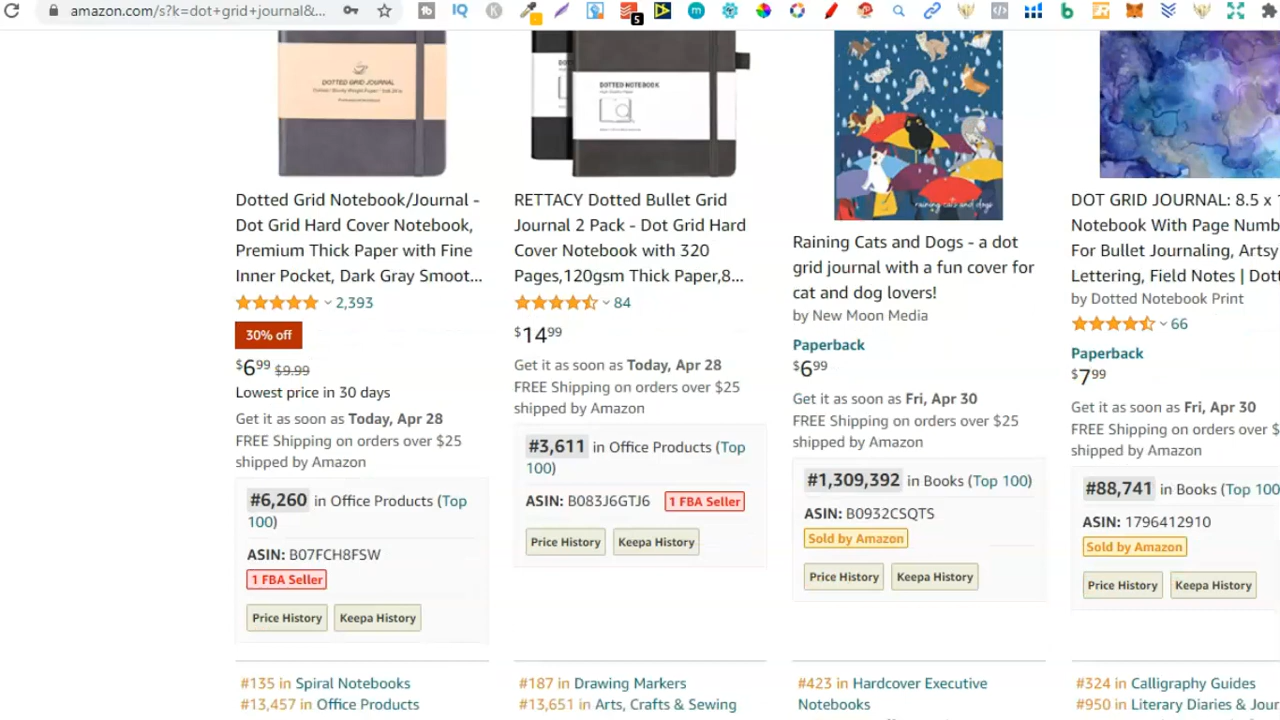 amazon.com/s?k=dot+grid+journal&...
5
DOTTED GRID JOURNAL
DOTTED NOTEBOOK
raining cats and dogs
Dotted Grid Notebook/Journal -
Dot Grid Hard Cover Notebook,
Premium Thick Paper with Fine
Inner Pocket, Dark Gray Smoot...
2,393
30% off
$6.99 $9.99
Lowest price in 30 days
Get it as soon as Today, Apr 28
FREE Shipping on orders over $25
shipped by Amazon
#6,260 in Office Products (Top
100)
ASIN: B07FCH8FSW
1 FBA Seller
Price History Keepa History
#135 in Spiral Notebooks
#13,457 in Office Products
RETTACY Dotted Bullet Grid
Journal 2 Pack - Dot Grid Hard
Cover Notebook with 320
Pages,120gsm Thick Paper,8...
84
$14.99
Get it as soon as Today, Apr 28
FREE Shipping on orders over $25
shipped by Amazon
#3,611 in Office Products (Top
100)
ASIN: B083J6GTJ6 1 FBA Seller
Price History Keepa History
#187 in Drawing Markers
#13,651 in Arts, Crafts & Sewing
Raining Cats and Dogs - a dot
grid journal with a fun cover for
cat and dog lovers!
by New Moon Media
Paperback
$6.99
Get it as soon as Fri, Apr 30
FREE Shipping on orders over $25
shipped by Amazon
#1,309,392 in Books (Top 100)
ASIN: B0932CSQTS
Sold by Amazon
Price History Keepa History
#423 in Hardcover Executive
Notebooks
DOT GRID JOURNAL: 8.5 x
Notebook With Page Numb
For Bullet Journaling, Artsy
Lettering, Field Notes | Dott
by Dotted Notebook Print
66
Paperback
$7.99
Get it as soon as Fri, Apr 30
FREE Shipping on orders over $
shipped by Amazon
#88,741 in Books (Top 100
ASIN: 1796412910
Sold by Amazon
Price History Keepa History
#324 in Calligraphy Guides
#950 in Literary Diaries & Jour